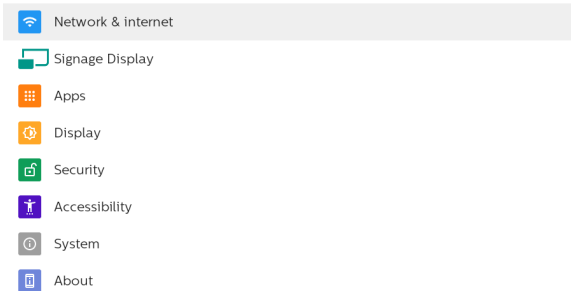 Network & internet
Signage Display
Apps
Display
Security
Accessibility
System
About